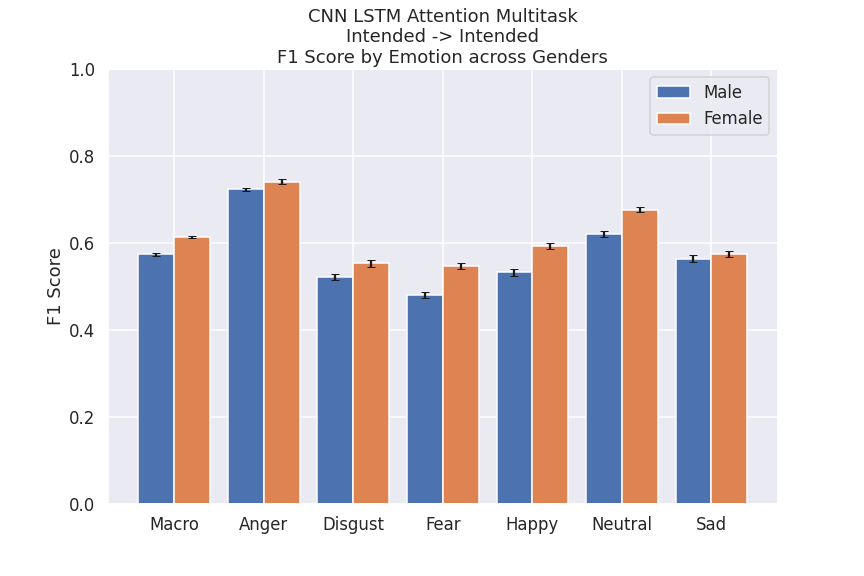 CNN LSTM Attention Multitask
Intended -> Intended
F1 Score by Emotion across Genders
Male
Female
F1 Score
1.0
0.8
0.6
0.4
0.2
0.0
Macro Anger Disgust Fear Happy Neutral Sad